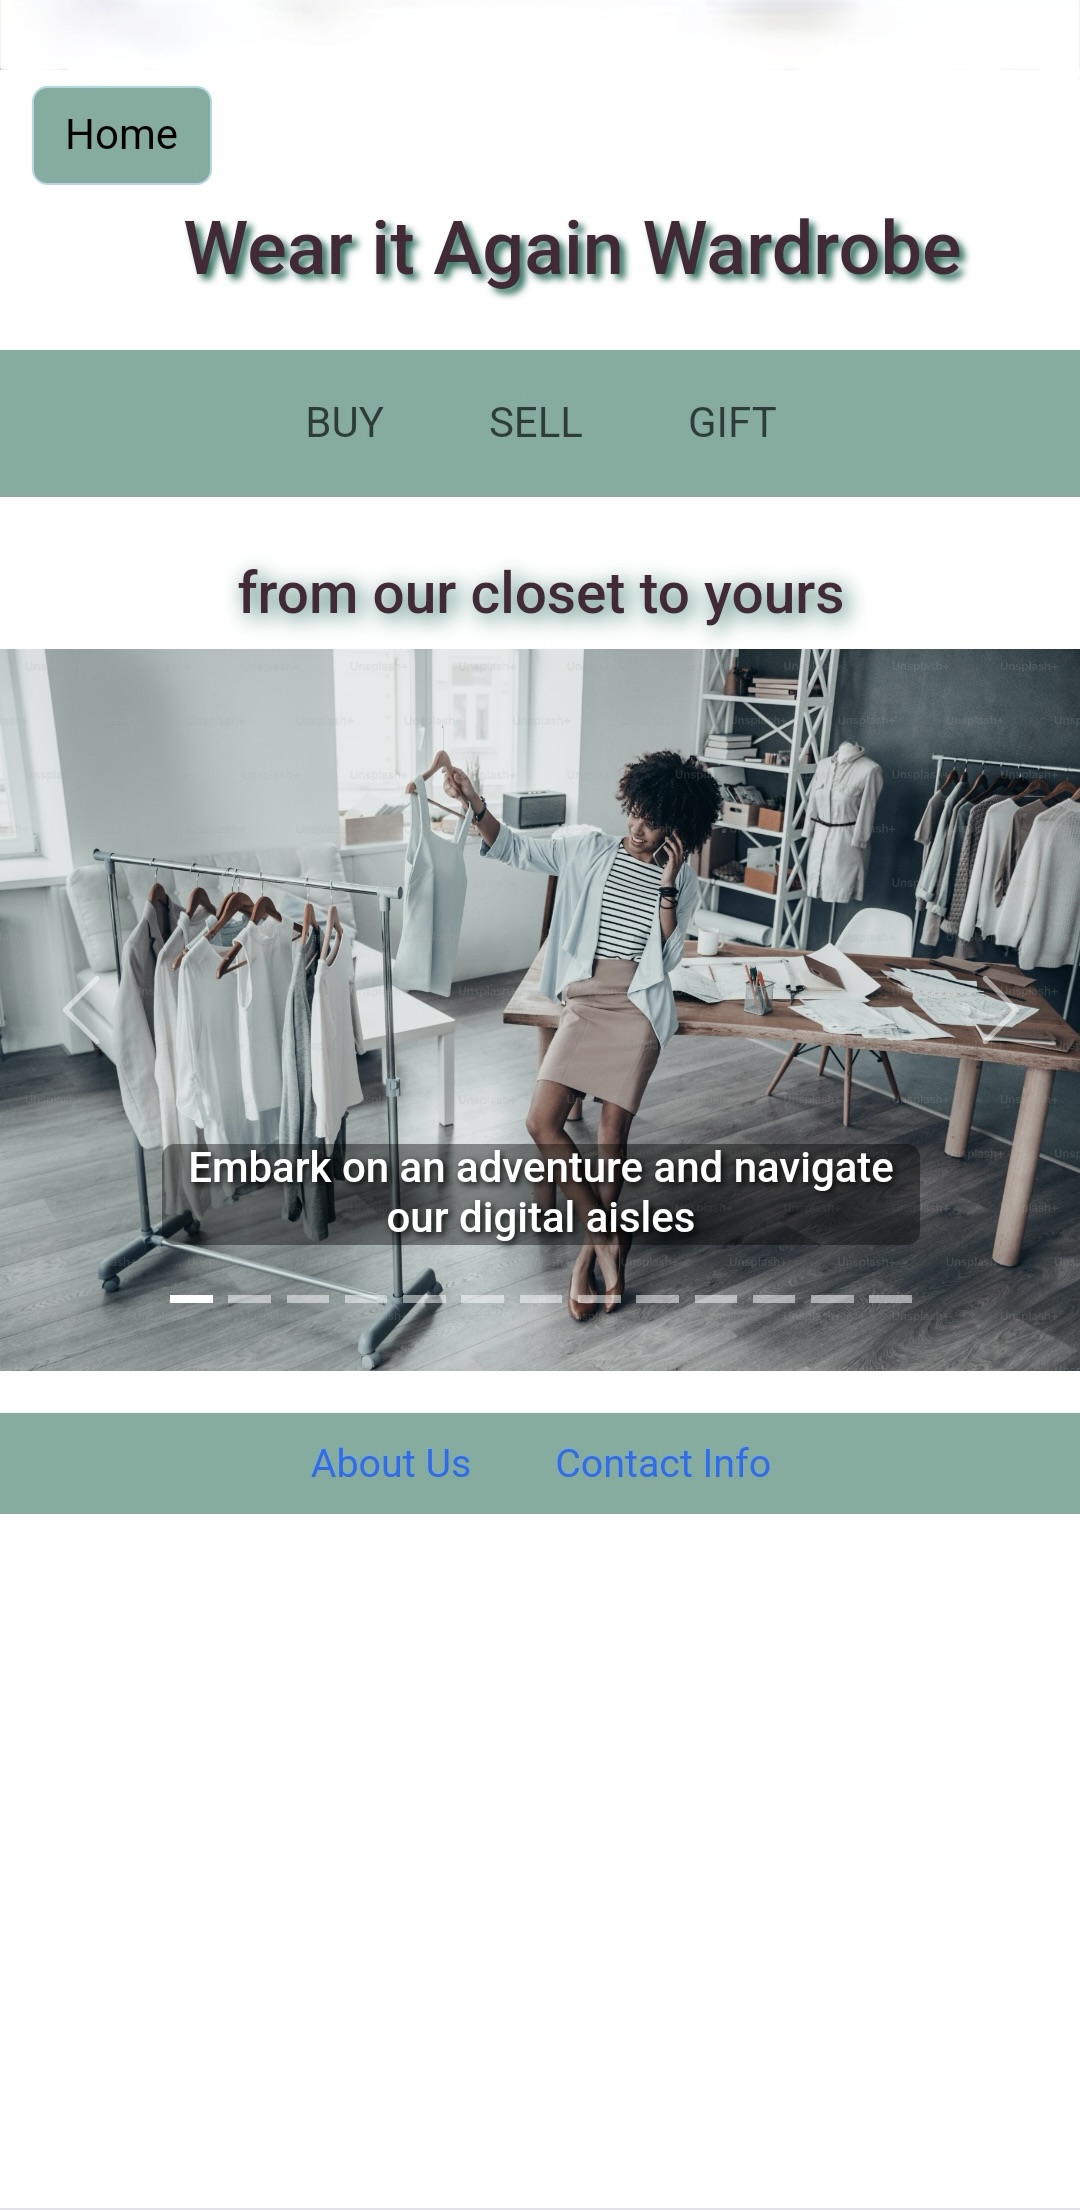 Home
Wear it Again Wardrobe
BUY SELL GIFT
from our closet to yours
Unsplash+
Embark on an adventure and navigate
our digital aisles
About Us Contact Info